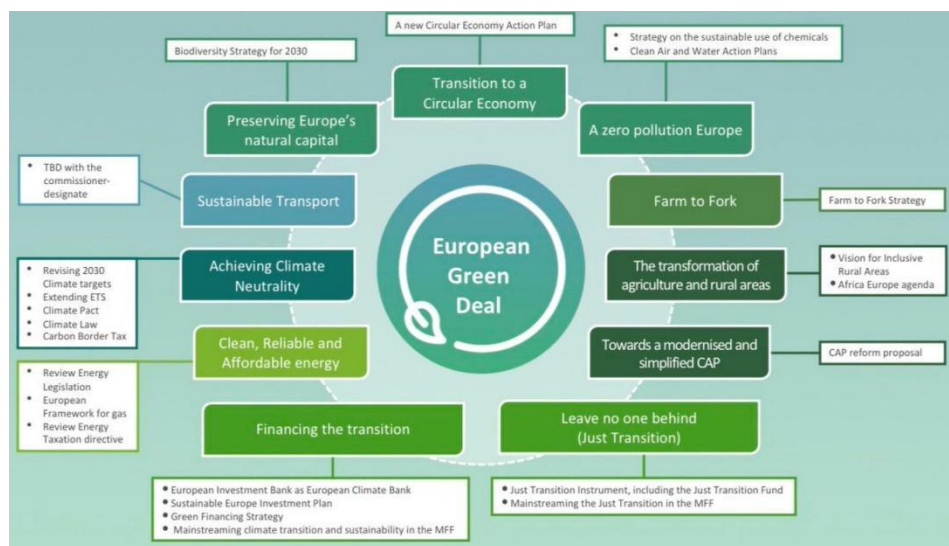 A new Circular Economy Action Plan
Strategy on the sustainable use of chemicals
Clean Air and Water Action Plans
Biodiversity Strategy for 2030
Transition to a
Circular Economy
Preserving Europe's
natural capital
A zero pollution Europe
TBD with the
commissioner-
designate
Sustainable Transport
Farm to Fork
Farm to Fork Strategy
European
Green
Deal
Revising 2030
Climate targets
Extending ETS
Climate Pact
Climate Law
Carbon Border Tax
Achieving Climate
Neutrality
The transformation of
agriculture and rural areas
Vision for Inclusive
Rural Areas
Africa Europe agenda
Review Energy
Legislation
European
Framework for gas
Review Energy
Taxation directive
Clean, Reliable and
Affordable energy
Towards a modernised and
simplified CAP
CAP reform proposal
Financing the transition
Leave no one behind
(Just Transition)
European Investment Bank as European Climate Bank
Sustainable Europe Investment Plan
Green Financing Strategy
Mainstreaming climate transition and sustainability in the MFF
Just Transition Instrument, including the Just Transition Fund
Mainstreaming the Just Transition in the MFF